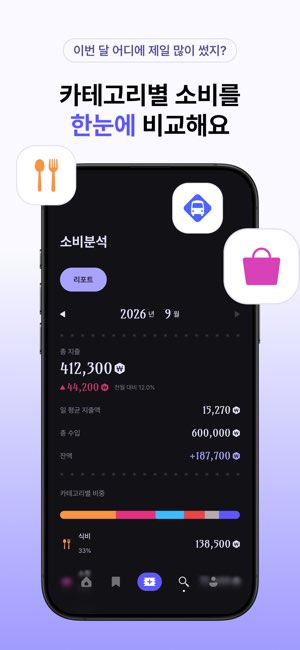 이번 달 어디에 제일 많이 썼지?
카테고리별 소비를
한눈에 비교해요
소비분석
리포트
◀ 2026 년 9 월 ▶
총 지출
412,300 ₩
▲ 44,200 ₩ 전월 대비 12.0%
일 평균 지출액 15,270 ₩
총 수입 600,000 ₩
잔액 +187,700 ₩
카테고리별 비중
식비 138,500 ₩
33%